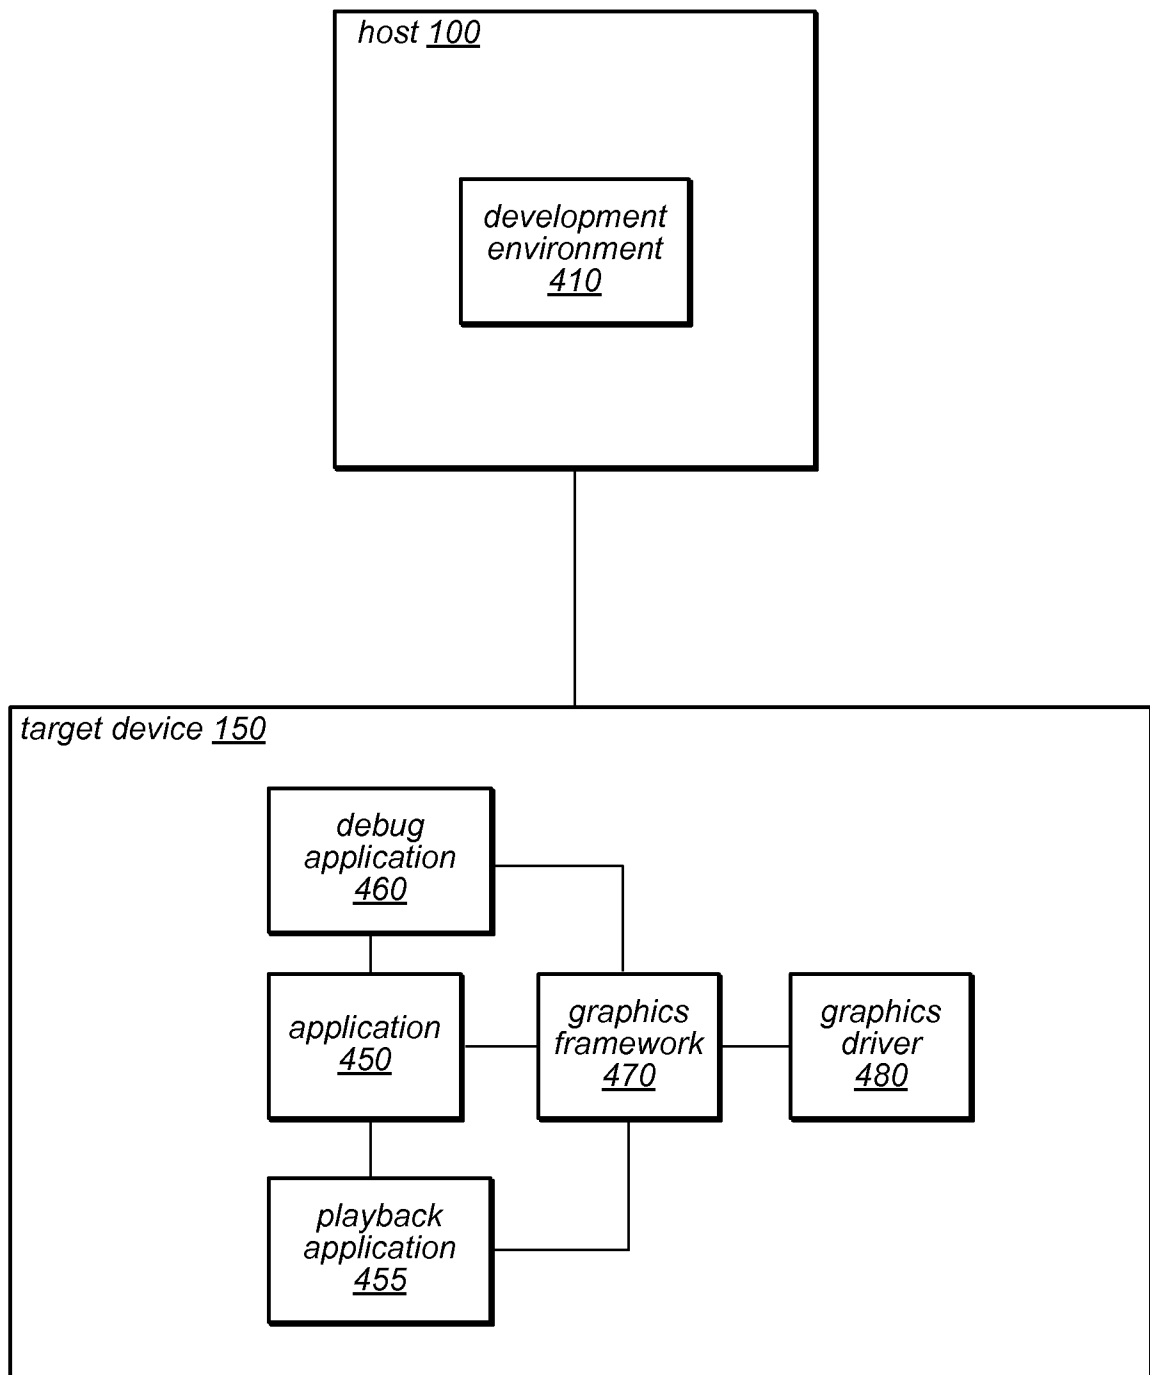 host 100
development
environment
410
target device 150
debug
application
460
application
450
graphics
framework
470
graphics
driver
480
playback
application
455